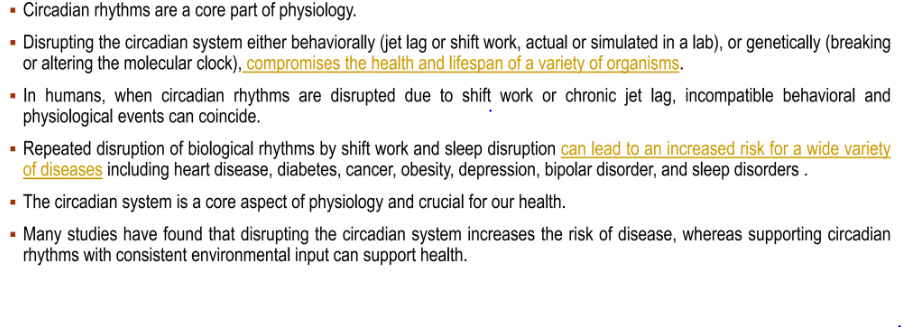 ▪ Circadian rhythms are a core part of physiology.
▪ Disrupting the circadian system either behaviorally (jet lag or shift work, actual or simulated in a lab), or genetically (breaking
or altering the molecular clock), compromises the health and lifespan of a variety of organisms.
▪ In humans, when circadian rhythms are disrupted due to shift work or chronic jet lag, incompatible behavioral and
physiological events can coincide.
▪ Repeated disruption of biological rhythms by shift work and sleep disruption can lead to an increased risk for a wide variety
of diseases including heart disease, diabetes, cancer, obesity, depression, bipolar disorder, and sleep disorders .
▪ The circadian system is a core aspect of physiology and crucial for our health.
▪ Many studies have found that disrupting the circadian system increases the risk of disease, whereas supporting circadian
rhythms with consistent environmental input can support health.